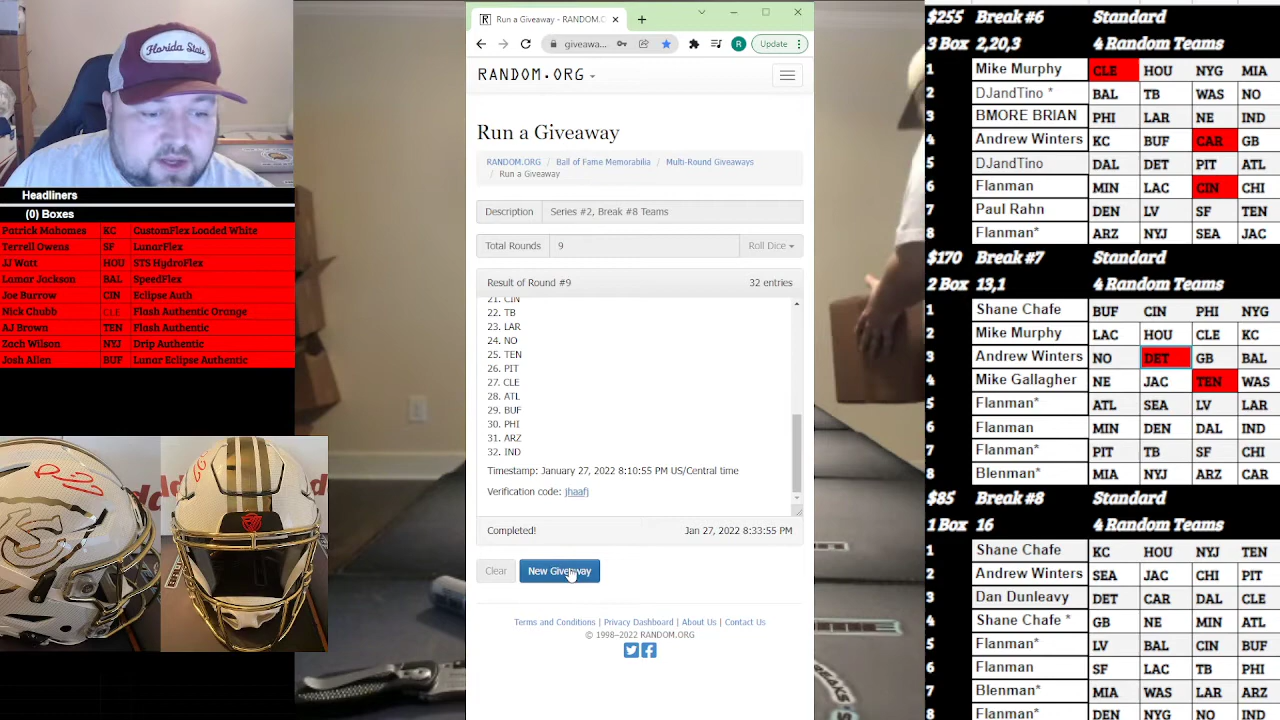 Florida State
Headliners
(0) Boxes
Patrick Mahomes KC CustomFlex Loaded White
Terrell Owens SF LunarFlex
JJ Watt HOU STS HydroFlex
Lamar Jackson BAL SpeedFlex
Joe Burrow CIN Eclipse Auth
Nick Chubb CLE Flash Authentic Orange
AJ Brown TEN Flash Authentic
Zach Wilson NYJ Drip Authentic
Josh Allen BUF Lunar Eclipse Authentic
Run a Giveaway - RANDOM.C
giveawa
R
Update
RANDOM.ORG
Run a Giveaway
RANDOM.ORG / Ball of Fame Memorabilia / Multi-Round Giveaways
/ Run a Giveaway
Description Series #2, Break #8 Teams
Total Rounds 9 Roll Dice
Result of Round #9 32 entries
21. CIN
22. TB
23. LAR
24. NO
25. TEN
26. PIT
27. CLE
28. ATL
29. BUF
30. PHI
31. ARZ
32. IND
Timestamp: January 27, 2022 8:10:55 PM US/Central time
Verification code: jhaafj
Completed! Jan 27, 2022 8:33:55 PM
Clear New Giveaway
Terms and Conditions | Privacy Dashboard | About Us | Contact Us
© 1998–2022 RANDOM.ORG
$255 Break #6 Standard
3 Box 2,20,3 4 Random Teams
1 Mike Murphy CLE HOU NYG MIA
2 DJandTino * BAL TB WAS NO
3 BMORE BRIAN PHI LAR NE IND
4 Andrew Winters KC BUF CAR GB
5 DJandTino DAL DET PIT ATL
6 Flanman MIN LAC CIN CHI
7 Paul Rahn DEN LV SF TEN
8 Flanman* ARZ NYJ SEA JAC
$170 Break #7 Standard
2 Box 13,1 4 Random Teams
1 Shane Chafe BUF CIN PHI NYG
2 Mike Murphy LAC HOU CLE KC
3 Andrew Winters NO DET GB BAL
4 Mike Gallagher NE JAC TEN WAS
5 Flanman* ATL SEA LV LAR
6 Flanman MIN DEN DAL IND
7 Flanman* PIT TB SF CHI
8 Blenman* MIA NYJ ARZ CAR
$85 Break #8 Standard
1 Box 16 4 Random Teams
1 Shane Chafe KC HOU NYJ TEN
2 Andrew Winters SEA JAC CHI PIT
3 Dan Dunleavy DET CAR DAL CLE
4 Shane Chafe * GB NE MIN ATL
5 Flanman* LV BAL CIN BUF
6 Flanman SF LAC TB PHI
7 Blenman* MIA WAS LAR ARZ
8 Flanman* DEN NYG NO IND